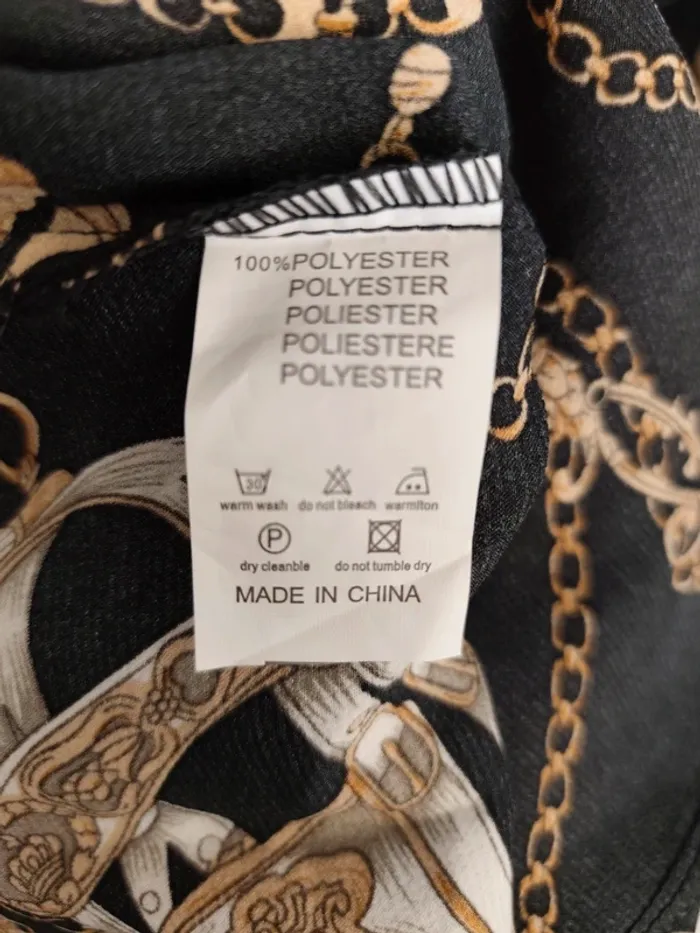 100%POLYESTER
POLYESTER
POLIESTER
POLIESTERE
POLYESTER
30
warm wash do not bleach warmiton
P
dry cleanble do not tumble dry
MADE IN CHINA